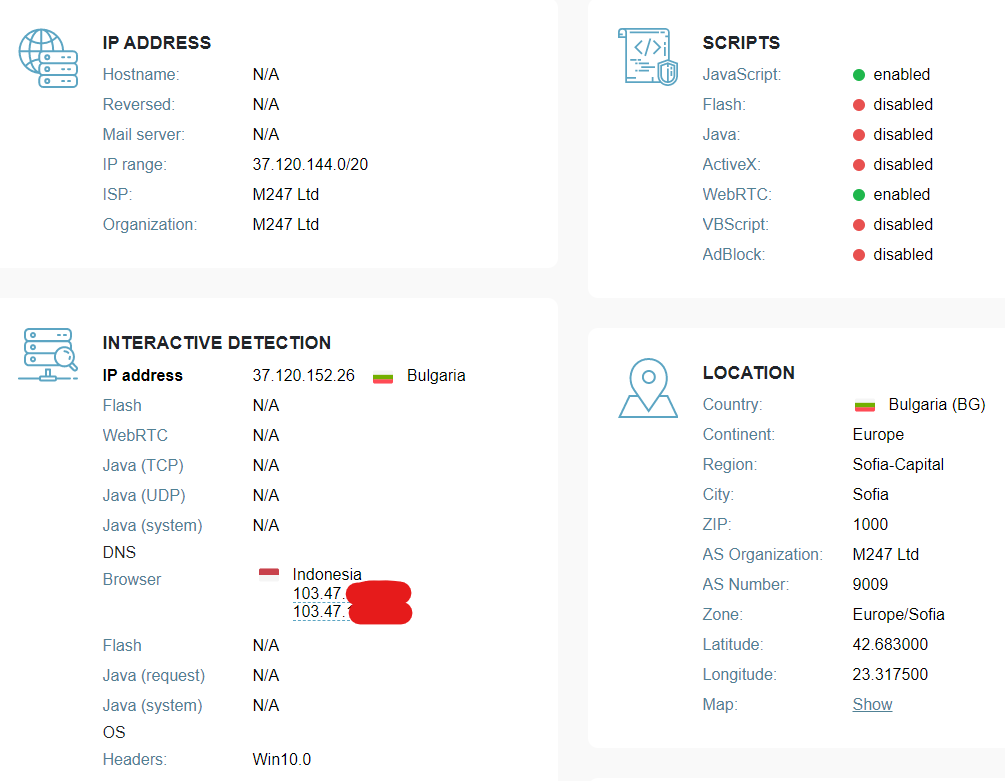 IP ADDRESS
Hostname: N/A
Reversed: N/A
Mail server: N/A
IP range: 37.120.144.0/20
ISP: M247 Ltd
Organization: M247 Ltd
INTERACTIVE DETECTION
IP address 37.120.152.26 Bulgaria
Flash N/A
WebRTC N/A
Java (TCP) N/A
Java (UDP) N/A
Java (system) N/A
DNS
Browser Indonesia
103.47.
103.47.
Flash N/A
Java (request) N/A
Java (system) N/A
OS
Headers: Win10.0
SCRIPTS
JavaScript: enabled
Flash: disabled
Java: disabled
ActiveX: disabled
WebRTC: enabled
VBScript: disabled
AdBlock: disabled
LOCATION
Country: Bulgaria (BG)
Continent: Europe
Region: Sofia-Capital
City: Sofia
ZIP: 1000
AS Organization: M247 Ltd
AS Number: 9009
Zone: Europe/Sofia
Latitude: 42.683000
Longitude: 23.317500
Map: Show